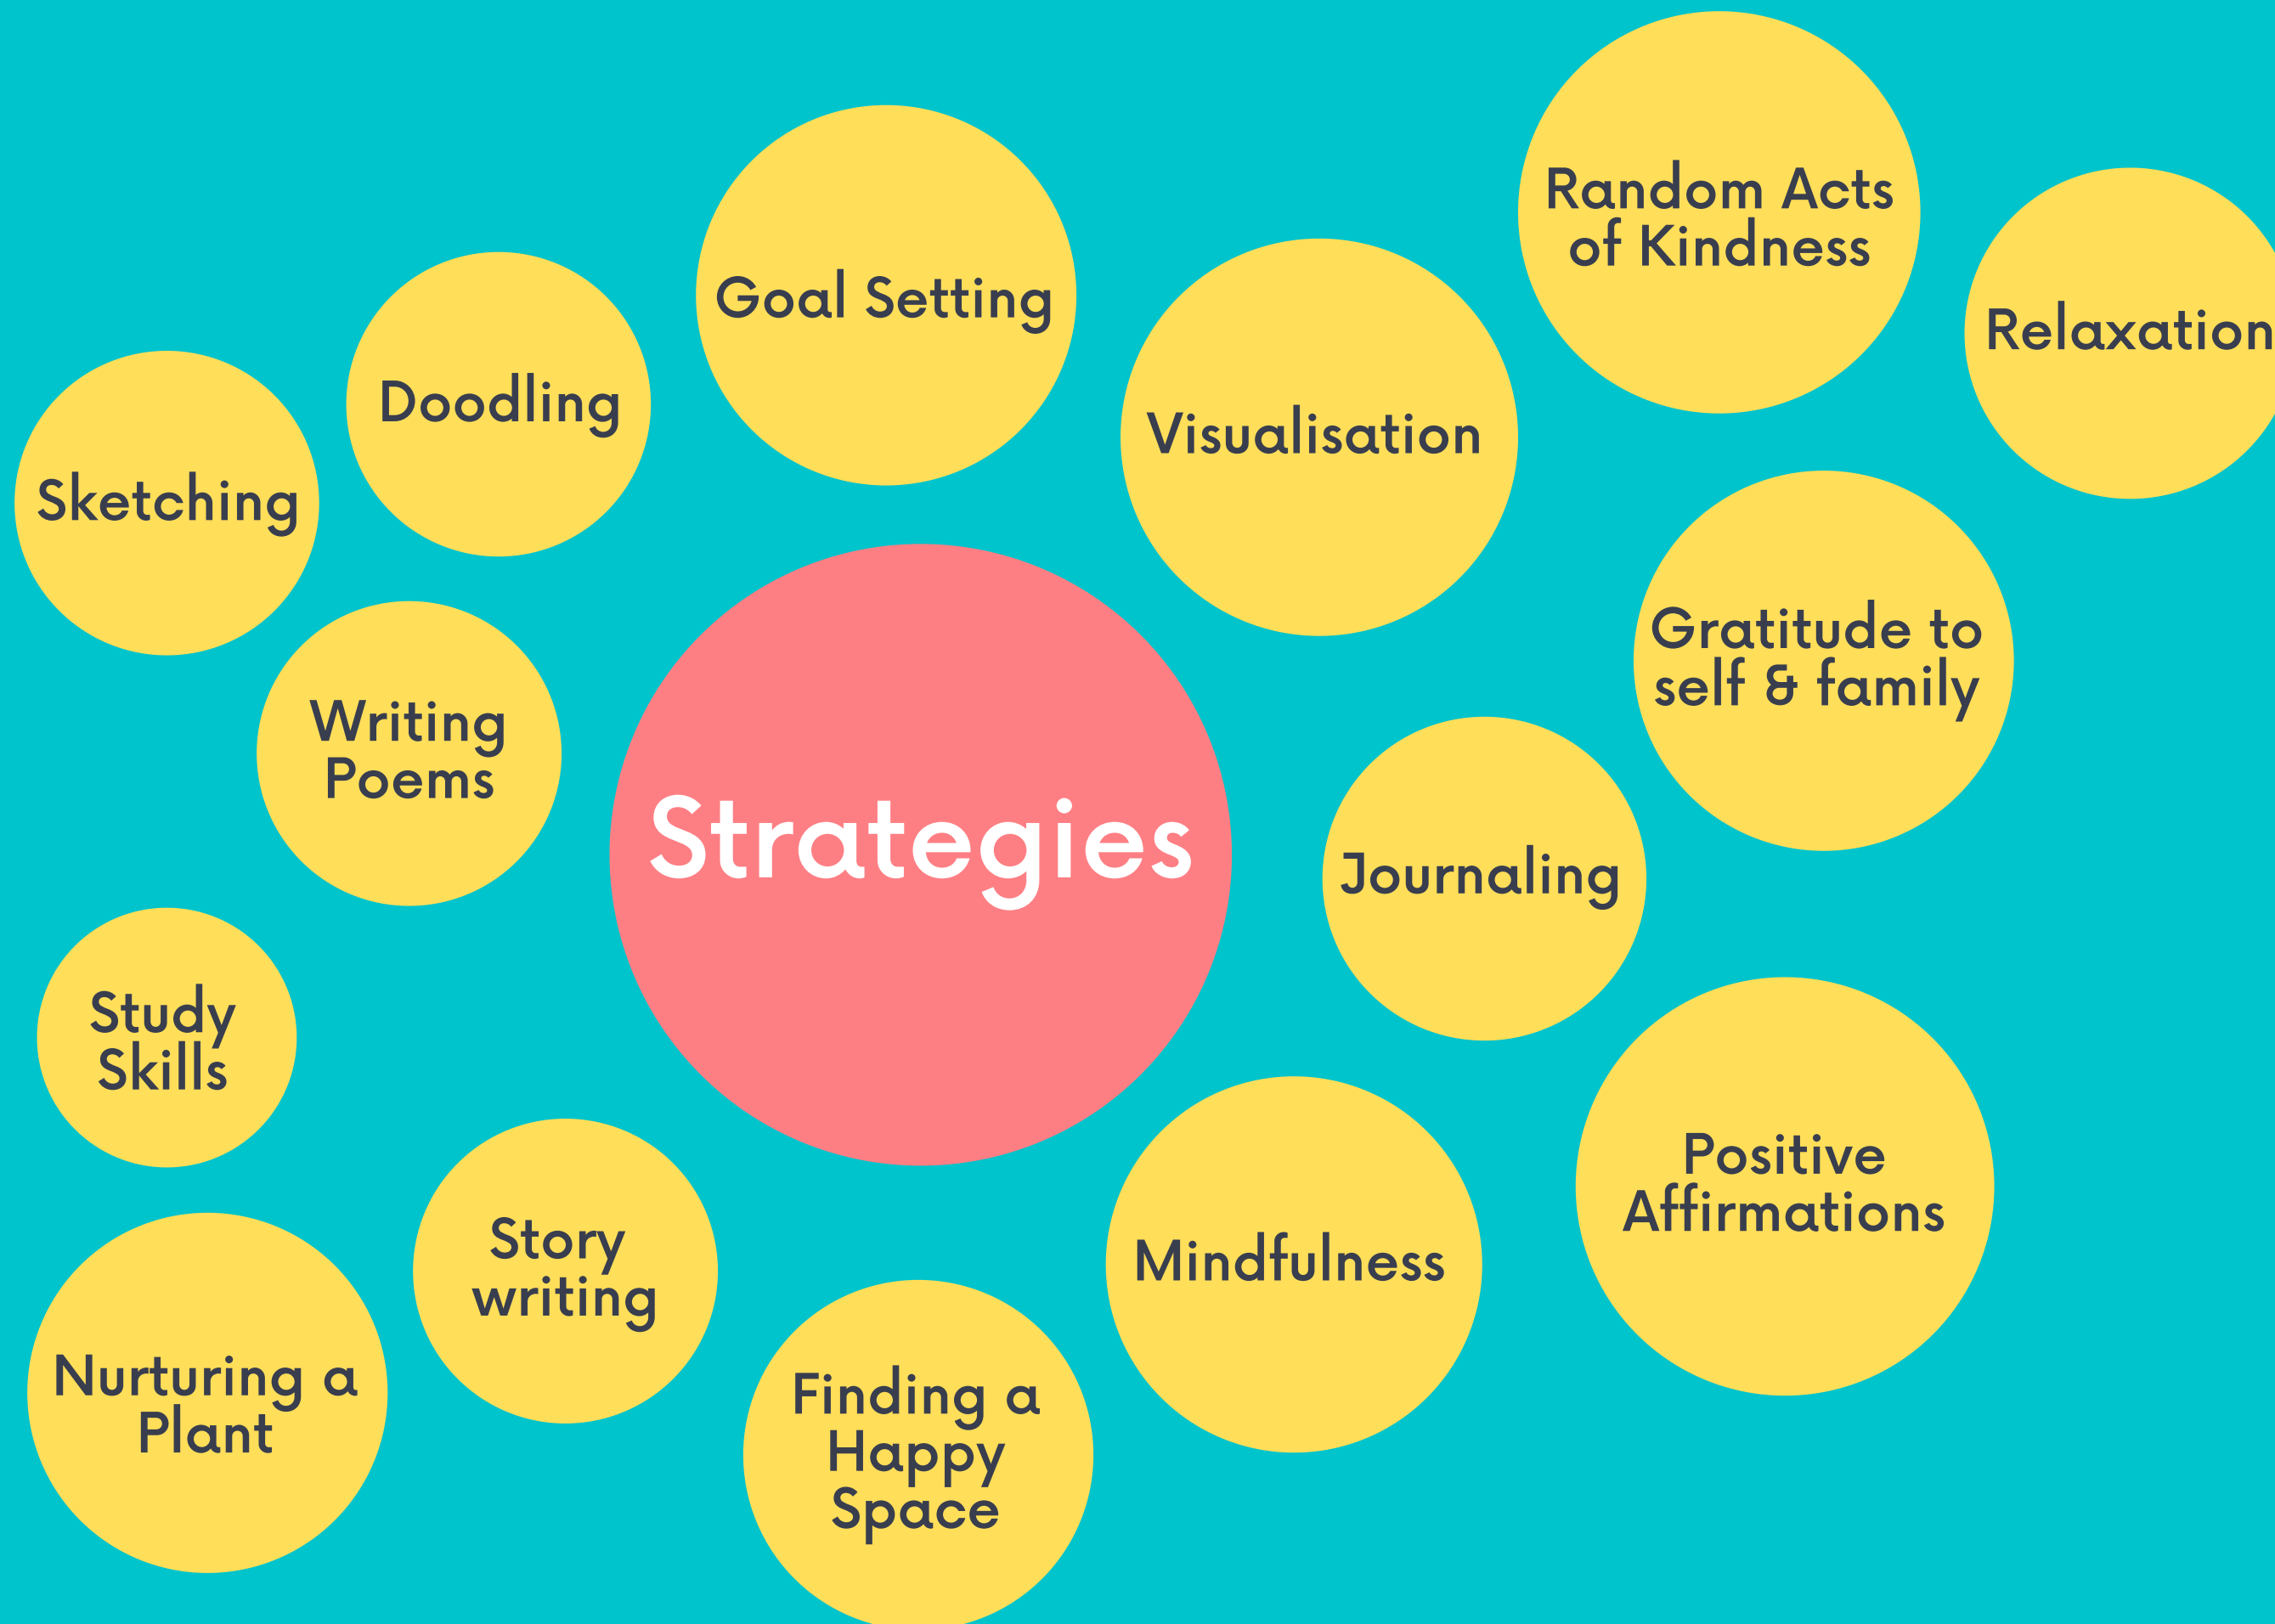 Random Acts
of Kindness
Goal Setting
Relaxation
Doodling
Visualisation
Sketching
Gratitude to
self & family
Writing
Poems
Strategies
Journaling
Study
Skills
Positive
Affirmations
Story
writing
Mindfulness
Nurturing a
Plant
Finding a
Happy
Space